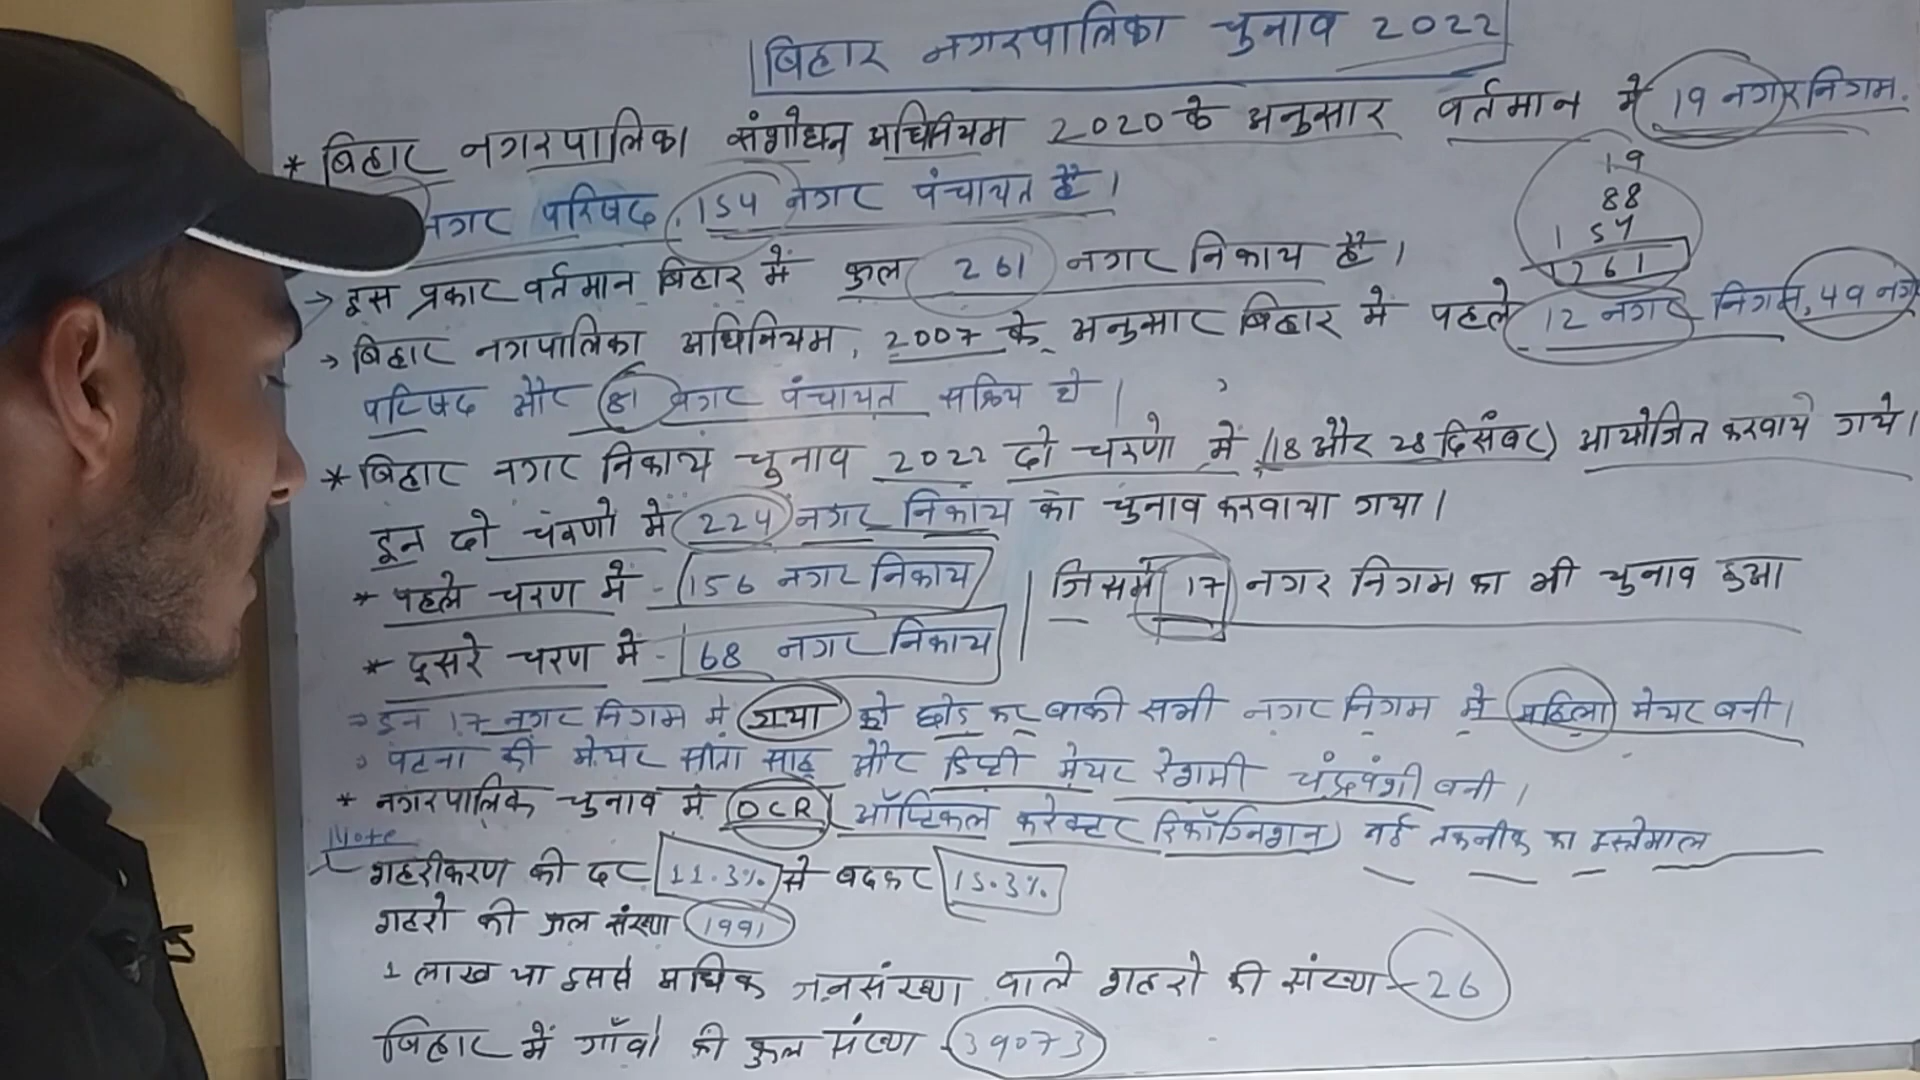 बिहार नगरपालिका चुनाव 2022
* बिहार नगरपालिका संशोधन अधिनियम 2020 के अनुसार वर्तमान में 19 नगर निगम,
नगर परिषद, 154 नगर पंचायत है।
19
88
154
261
→ इस प्रकार वर्तमान बिहार में कुल 261 नगर निकाय है।
→ बिहार नगपालिका अधिनियम, 2007 के अनुसार बिहार में पहले 12 नगर निगम, 49 नगर
परिषद और 81 नगर पंचायत सक्रिय थे।
* बिहार नगर निकाय चुनाव 2022 दो चरणो में (18 और 28 दिसंबर) आयोजित करवाये गये।
इन दो चरणो में 224 नगर निकाय का चुनाव करवाया गया।
* पहले चरण में - 156 नगर निकाय
* दूसरे चरण में - 68 नगर निकाय
जिसमें 17 नगर निगम का भी चुनाव हुआ
→ इन 17 नगर निगम में गया को छोड़ कर बाकी सभी नगर निगम में महिला मेयर बनी।
→ पटना की मेयर सीता साहू और डिप्टी मेयर रेशमी चंद्रवंशी बनी।
* नगरपालिक चुनाव में OCR (ऑप्टिकल करेक्टर रिकॉग्निशन) नई तकनीक का इस्तेमाल
Note
शहरीकरण की दर 11.3% से बढ़कर 15.3%
शहरो की कुल संख्या 1991
1 लाख या इससे अधिक जनसंख्या वाले शहरो की संख्या - 26
बिहार में गाँवो की कुल संख्या - 39073